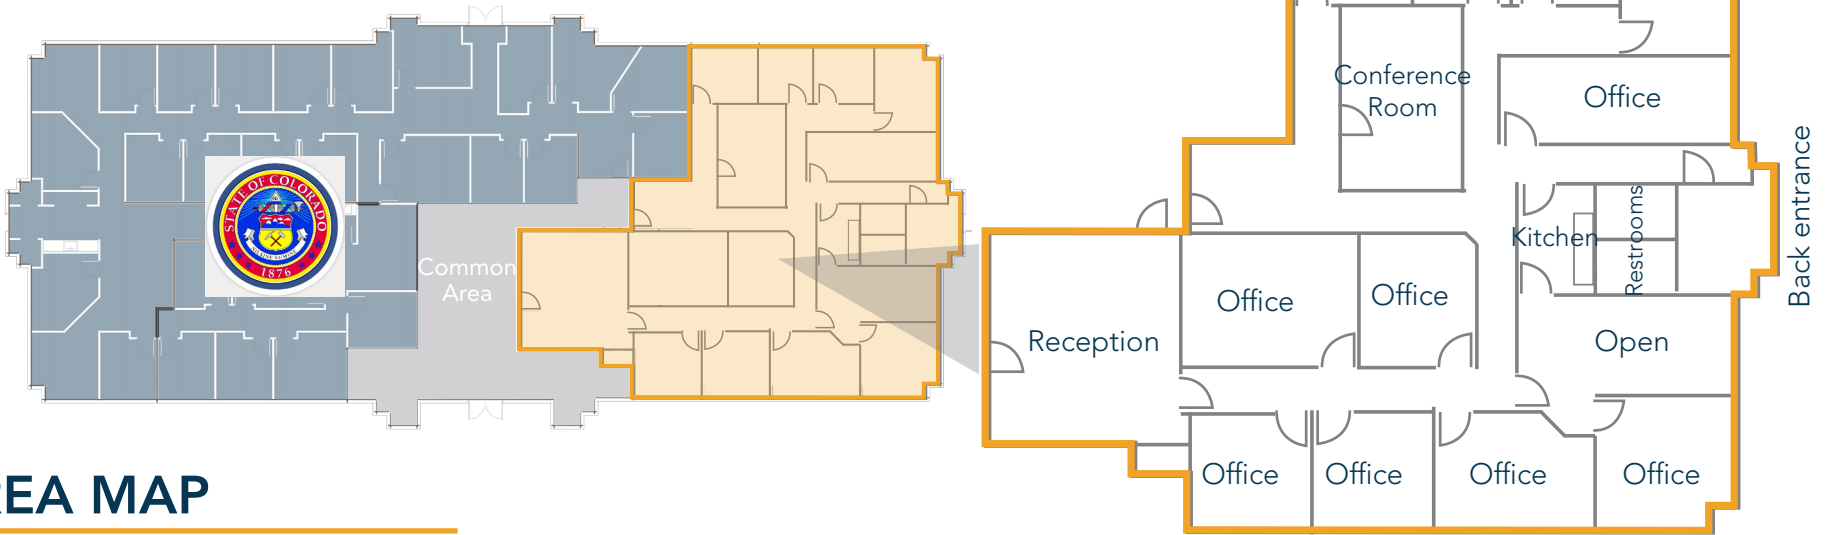 STATE OF COLORADO
1876
Common
Area
Conference
Room
Office
Back entrance
Kitchen
Restrooms
Office
Office
Reception
Open
Office
Office
Office
Office
EA MAP